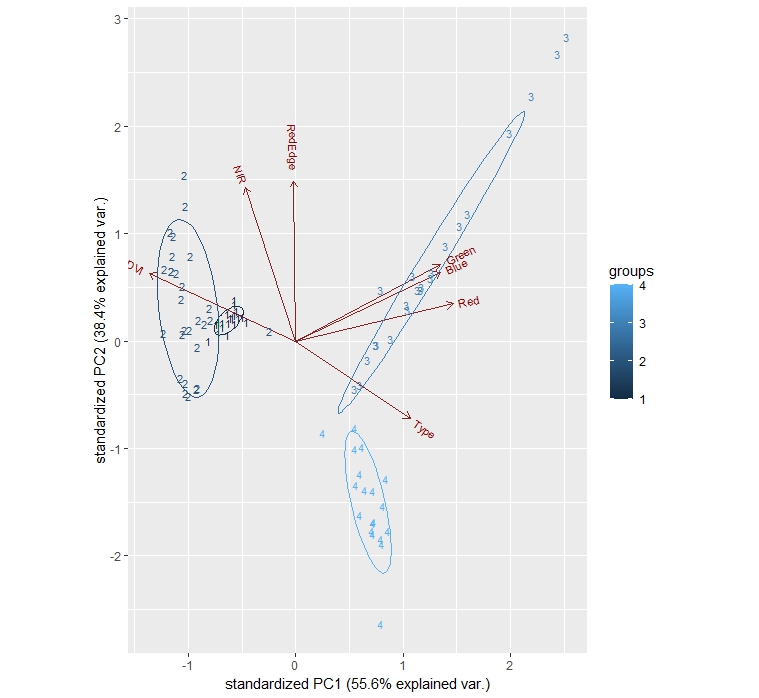 3
2
1
0
-1
-2
standardized PC2 (38.4% explained var.)
-1
0
1
2
standardized PC1 (55.6% explained var.)
RedEdge
NIR
DVI
Green
Blue
Red
Type
groups
4
3
2
1